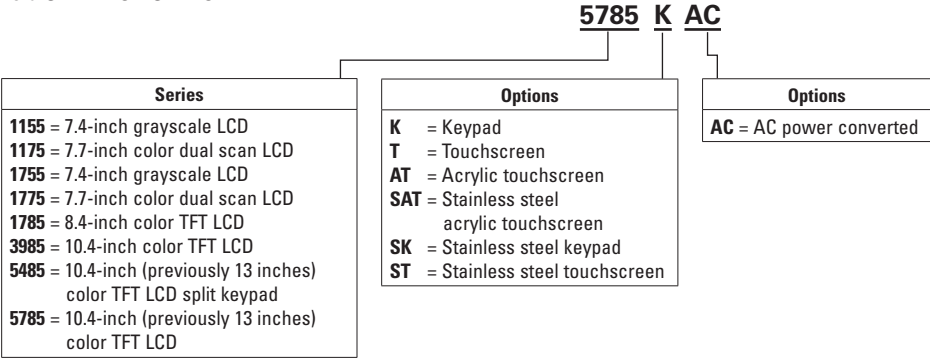 5785 K AC
Series
1155 = 7.4-inch grayscale LCD
1175 = 7.7-inch color dual scan LCD
1755 = 7.4-inch grayscale LCD
1775 = 7.7-inch color dual scan LCD
1785 = 8.4-inch color TFT LCD
3985 = 10.4-inch color TFT LCD
5485 = 10.4-inch (previously 13 inches)
color TFT LCD split keypad
5785 = 10.4-inch (previously 13 inches)
color TFT LCD
Options
K = Keypad
T = Touchscreen
AT = Acrylic touchscreen
SAT = Stainless steel
acrylic touchscreen
SK = Stainless steel keypad
ST = Stainless steel touchscreen
Options
AC = AC power converted